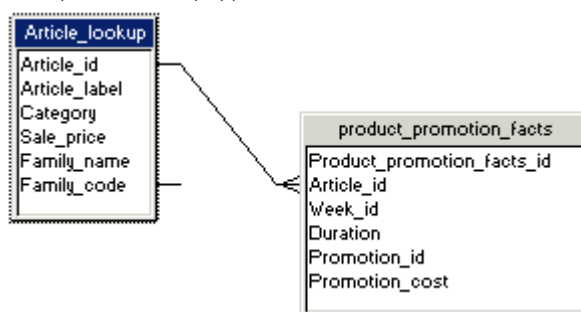 Article_lookup
Article_id
Article_label
Category
Sale_price
Family_name
Family_code
product_promotion_facts
Product_promotion_facts_id
Article_id
Week_id
Duration
Promotion_id
Promotion_cost